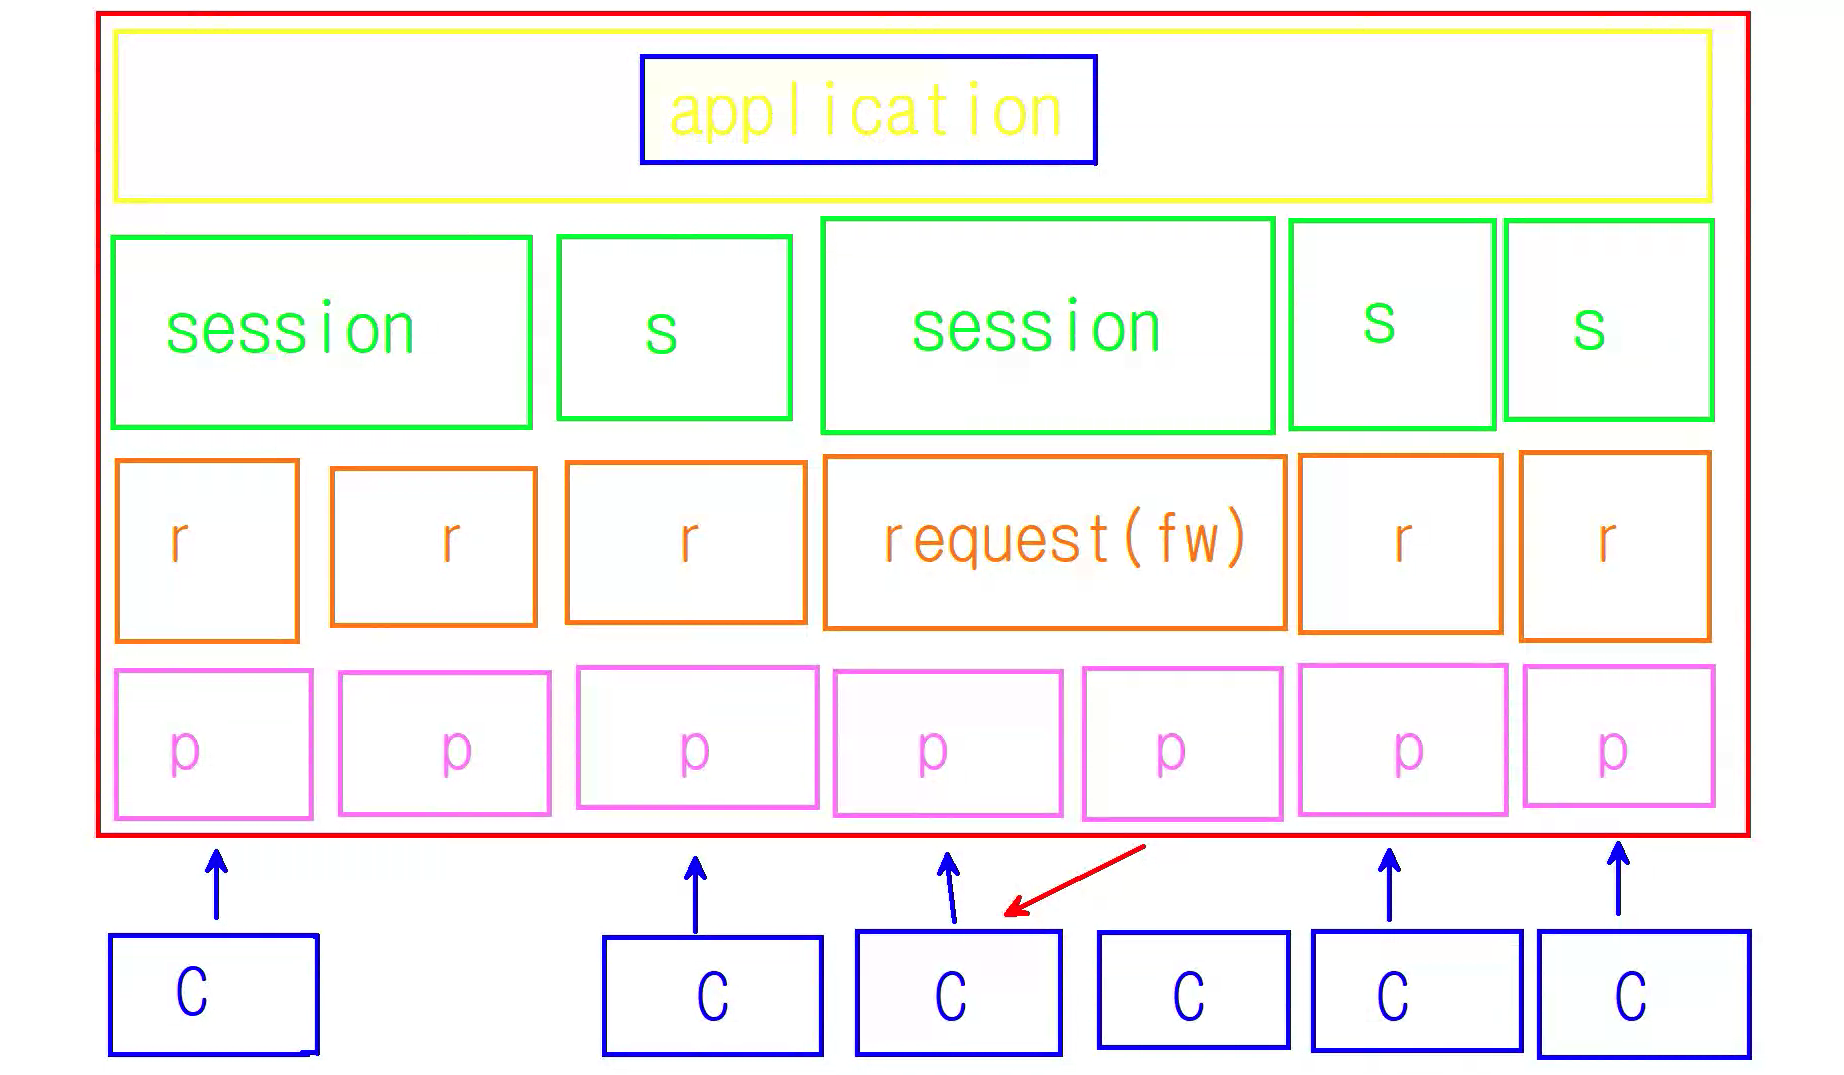 application
session s session s s
r r r request(fw) r r
p p p p p p p
C C C C C C